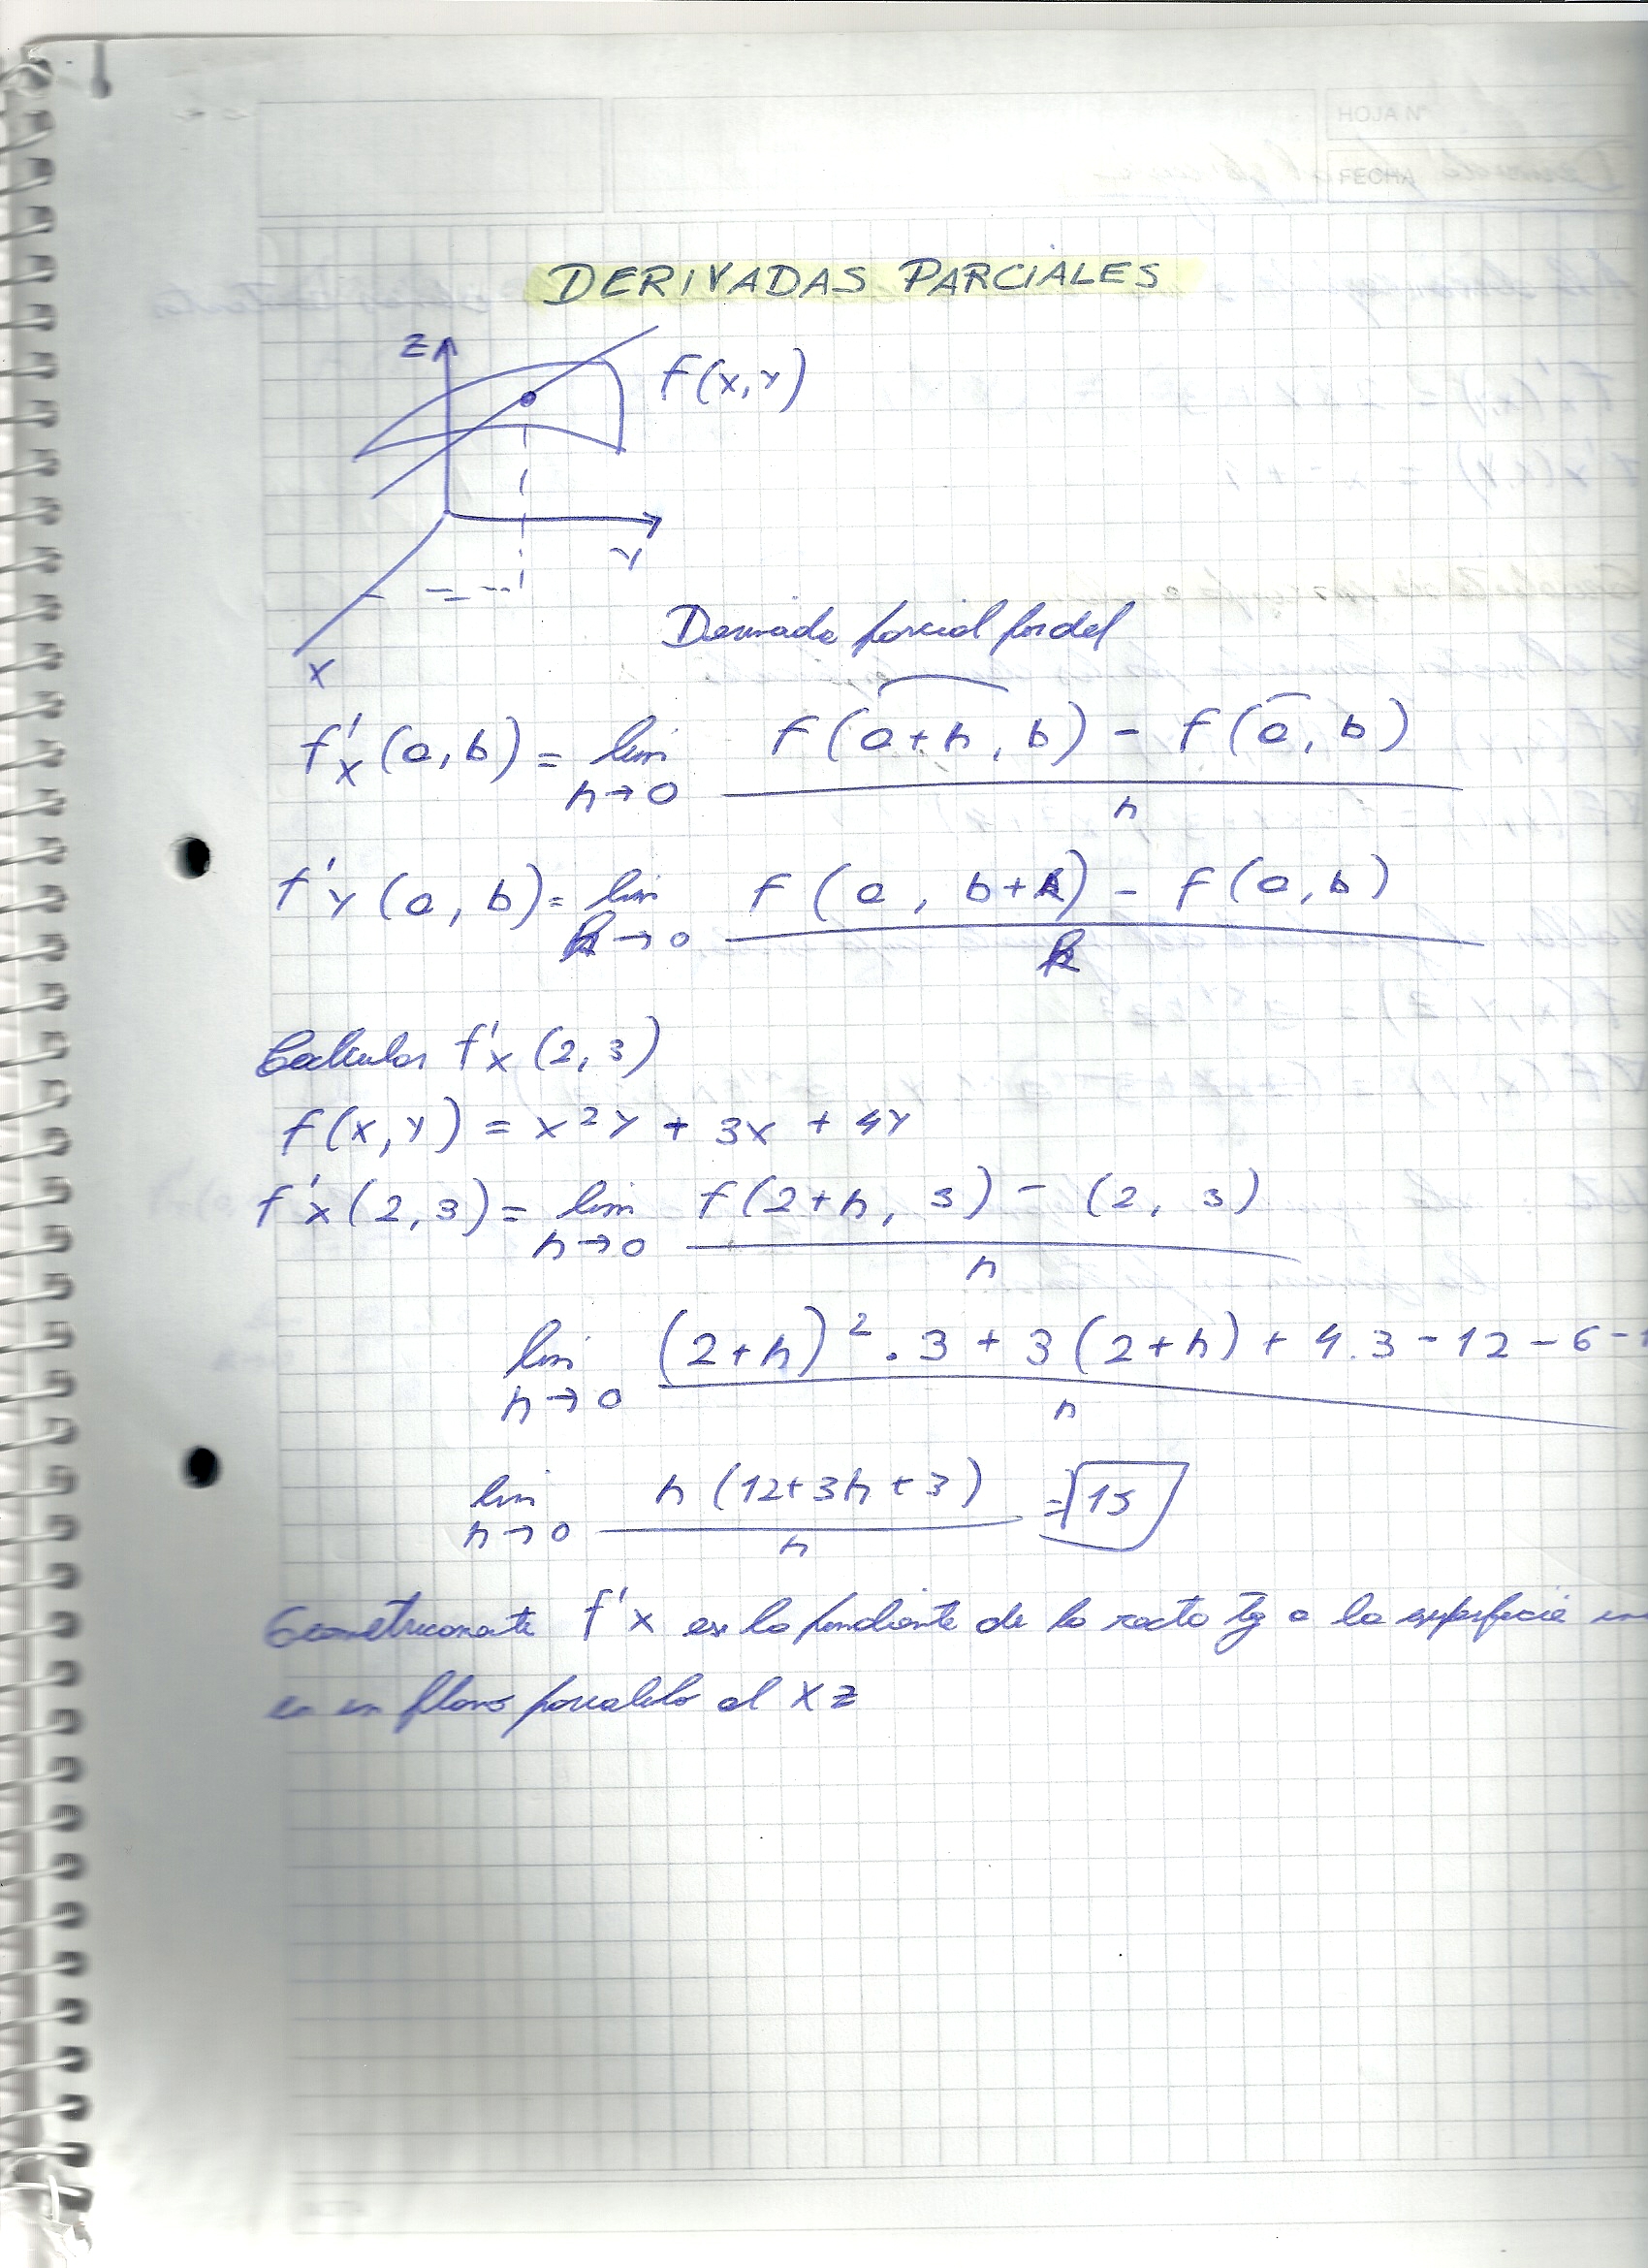 HOJA Nº
FECHA
DERIVADAS PARCIALES
Z
f(x,y)
Y
X
Derivada parcial
f'x (a,b) = lim h→0 f(a+h, b) - f(a, b) / h
f'y (a, b) = lim k→0 f(a, b+k) - f(a,b) / k
Calcular f'x (2,3)
f(x,y) = x²y + 3x + 4y
f'x (2,3) = lim h→0 f(2+h, 3) - (2, 3) / h
lim h→0 (2+h)² . 3 + 3(2+h) + 4.3 - 12 - 6 - 1 / h
lim h→0 h(12+3h+3) / h = 15
Geometricamente f'x es la pendiente de la recta tg a la superficie en
en un plano paralelo al XZ